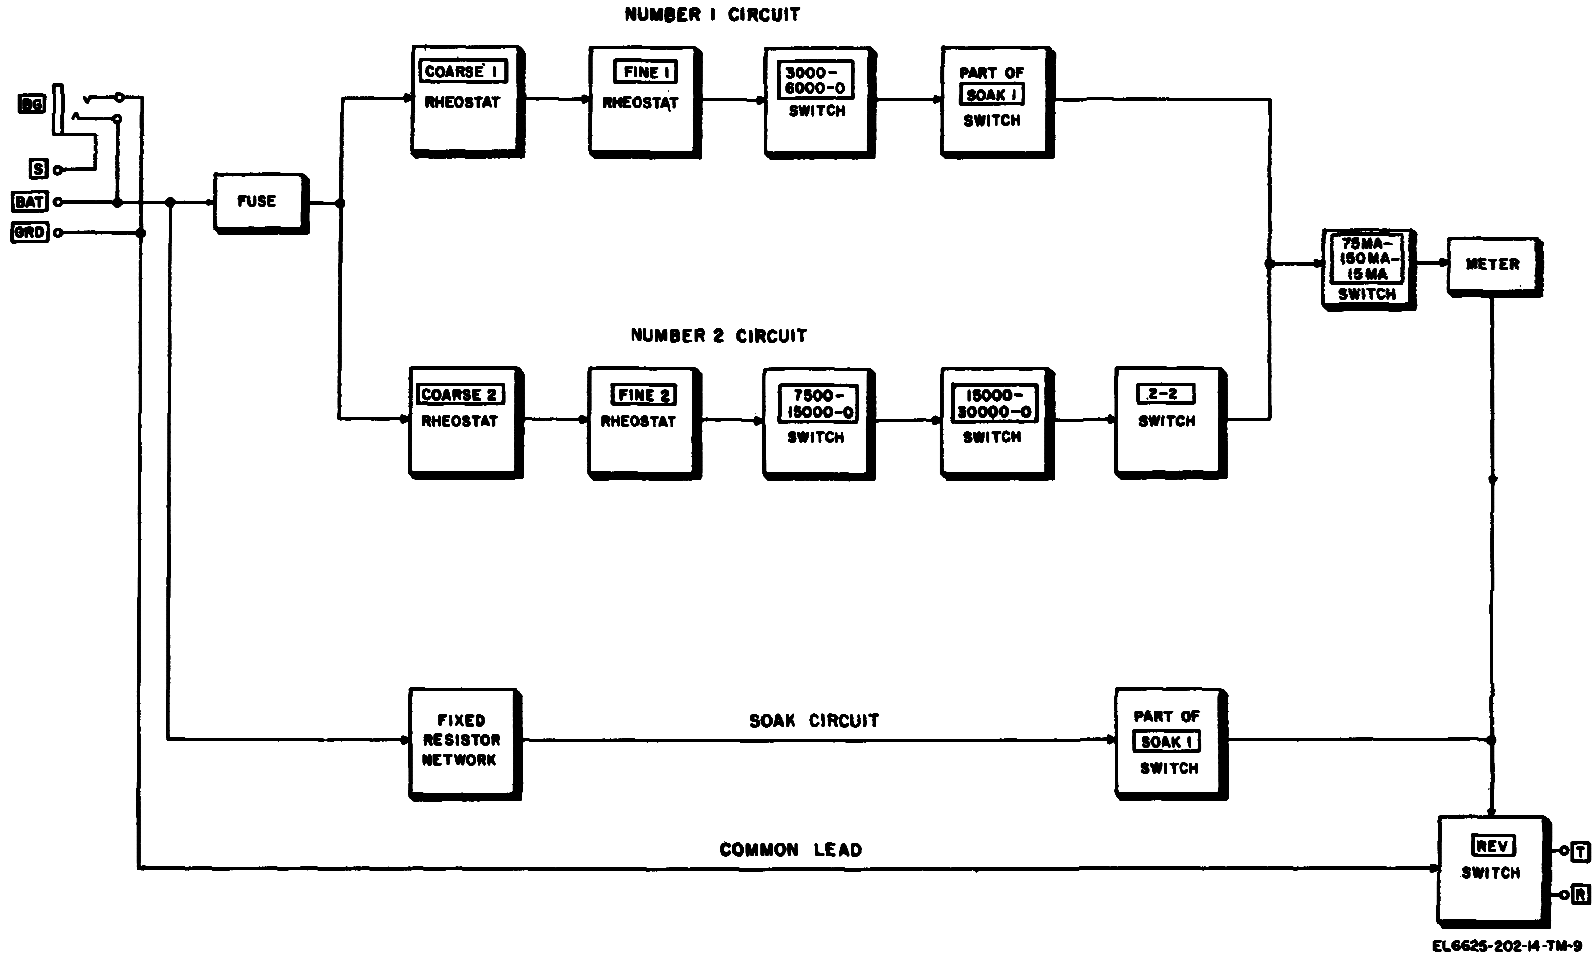 NUMBER 1 CIRCUIT
COARSE 1
RHEOSTAT
FINE 1
RHEOSTAT
3000-
6000-0
SWITCH
PART OF
SOAK 1
SWITCH
BG
S
BAT
GRD
FUSE
75MA-
150MA-
15MA
SWITCH
METER
NUMBER 2 CIRCUIT
COARSE 2
RHEOSTAT
FINE 2
RHEOSTAT
7500-
15000-0
SWITCH
15000-
30000-0
SWITCH
2-2
SWITCH
FIXED
RESISTOR
NETWORK
SOAK CIRCUIT
PART OF
SOAK 1
SWITCH
COMMON LEAD
REV
SWITCH
T
R
EL6625-202-14-TM-9